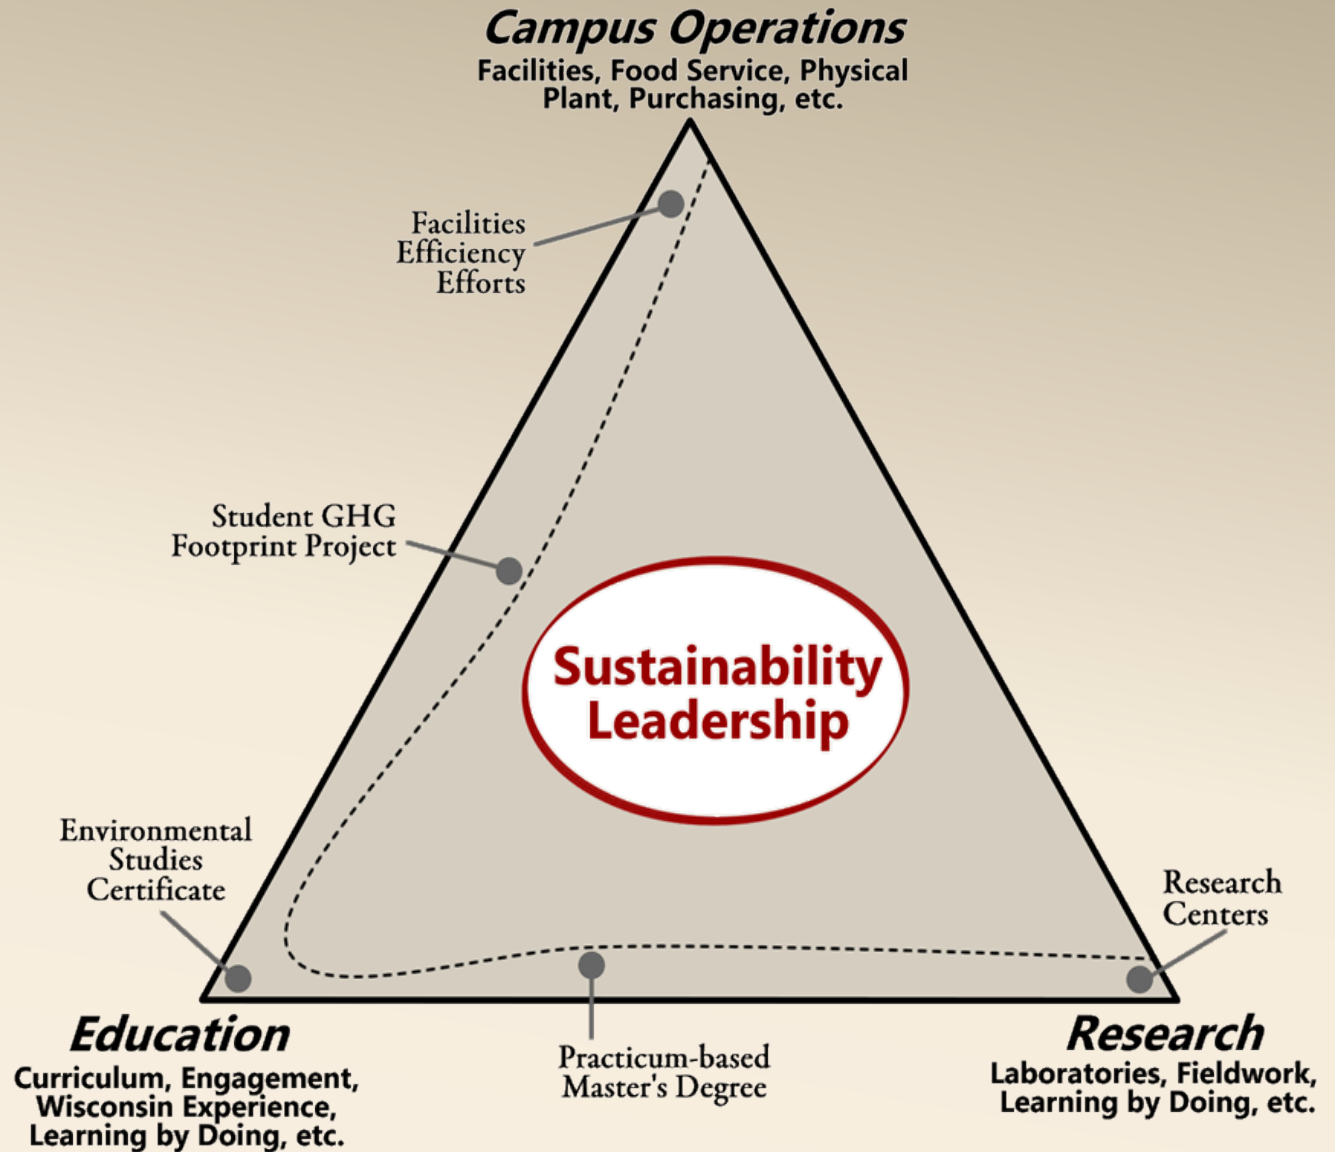 Campus Operations
Facilities, Food Service, Physical
Plant, Purchasing, etc.
Facilities
Efficiency
Efforts
Student GHG
Footprint Project
Sustainability
Leadership
Environmental
Studies
Certificate
Research
Centers
Education
Curriculum, Engagement,
Wisconsin Experience,
Learning by Doing, etc.
Practicum-based
Master's Degree
Research
Laboratories, Fieldwork,
Learning by Doing, etc.